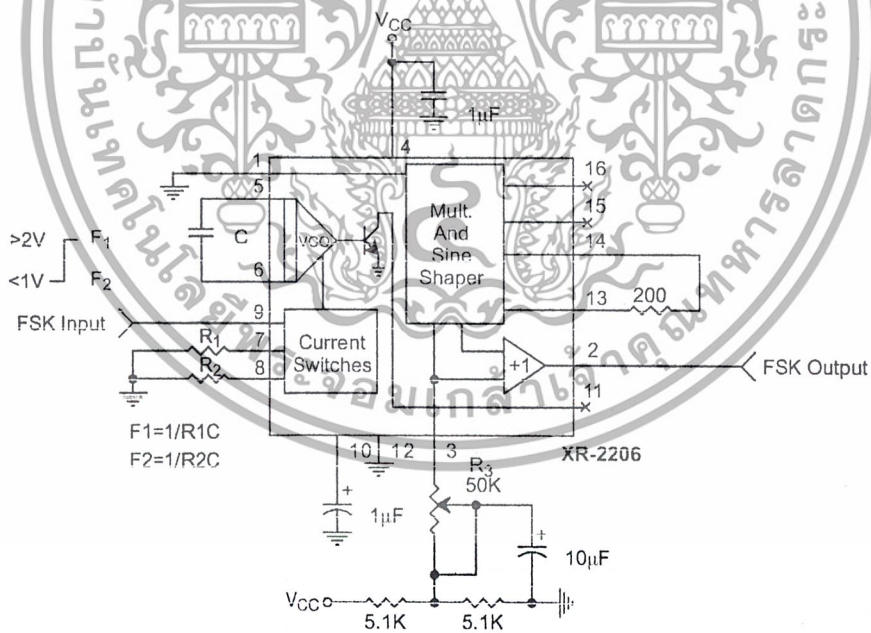 VCC
1µF
4
1
16
5
15
Mult.
And
Sine
Shaper
14
C
VCO
>2V
F1
<1V
F2
6
13
200
9
FSK Input
Current
Switches
R1
7
R2
8
+1
2
FSK Output
11
F1=1/R1C
F2=1/R2C
10
12
3
XR-2206
R3
50K
+
1µF
+
10µF
VCC
5.1K
5.1K